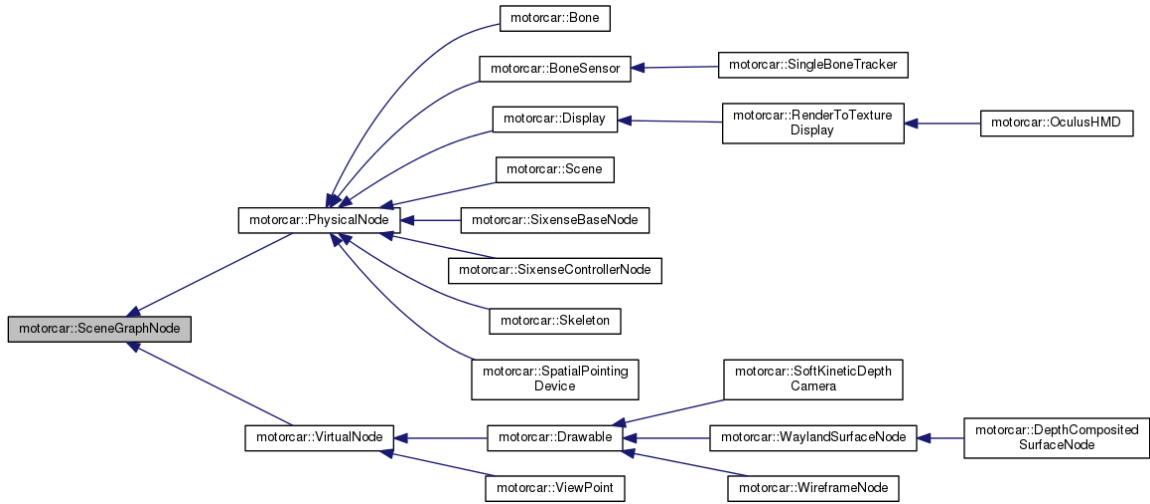 motorcar::Bone
motorcar::BoneSensor
motorcar::SingleBoneTracker
motorcar::Display
motorcar::RenderToTexture
Display
motorcar::OculusHMD
motorcar::Scene
motorcar::PhysicalNode
motorcar::SixenseBaseNode
motorcar::SixenseControllerNode
motorcar::SceneGraphNode
motorcar::Skeleton
motorcar::SpatialPointing
Device
motorcar::SoftKineticDepth
Camera
motorcar::VirtualNode
motorcar::Drawable
motorcar::WaylandSurfaceNode
motorcar::DepthComposited
SurfaceNode
motorcar::ViewPoint
motorcar::WireframeNode